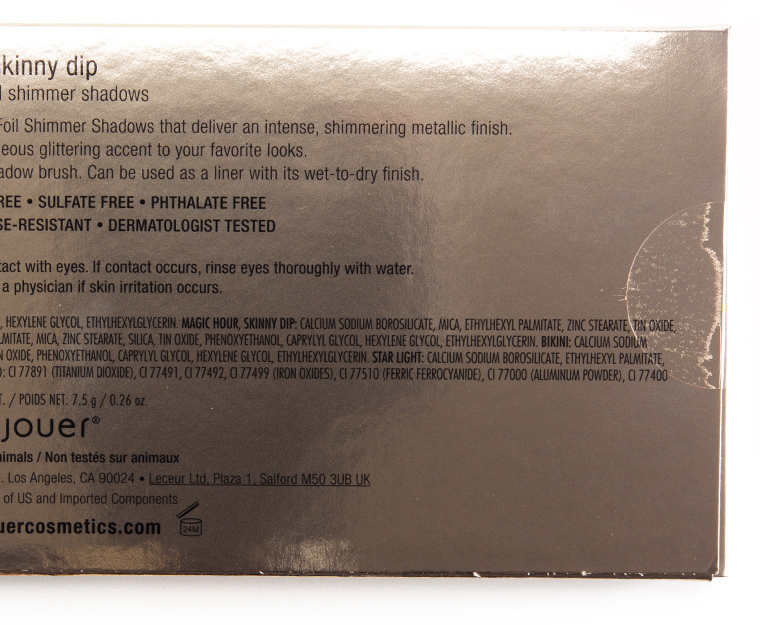 kinny dip
l shimmer shadows
Foil Shimmer Shadows that deliver an intense, shimmering metallic finish.
eous glittering accent to your favorite looks.
adow brush. Can be used as a liner with its wet-to-dry finish.
REE • SULFATE FREE • PHTHALATE FREE
SE-RESISTANT • DERMATOLOGIST TESTED
tact with eyes. If contact occurs, rinse eyes thoroughly with water.
a physician if skin irritation occurs.
, HEXYLENE GLYCOL, ETHYLHEXYLGLYCERIN. MAGIC HOUR, SKINNY DIP: CALCIUM SODIUM BOROSILICATE, MICA, ETHYLHEXYL PALMITATE, ZINC STEARATE, TIN OXIDE,
LMITATE, MICA, ZINC STEARATE, SILICA, TIN OXIDE, PHENOXYETHANOL, CAPRYLYL GLYCOL, HEXYLENE GLYCOL, ETHYLHEXYLGLYCERIN. BIKINI: CALCIUM SODIUM
N OXIDE, PHENOXYETHANOL, CAPRYLYL GLYCOL, HEXYLENE GLYCOL, ETHYLHEXYLGLYCERIN. STAR LIGHT: CALCIUM SODIUM BOROSILICATE, ETHYLHEXYL PALMITATE,
): CI 77891 (TITANIUM DIOXIDE), CI 77491, CI 77492, CI 77499 (IRON OXIDES), CI 77510 (FERRIC FERROCYANIDE), CI 77000 (ALUMINUM POWDER), CI 77400
T. / POIDS NET. 7.5 g / 0.26 oz.
jouer®
nimals / Non testés sur animaux
. Los Angeles, CA 90024 • Leceur Ltd, Plaza 1, Salford M50 3UB UK
of US and Imported Components
uercosmetics.com
24M